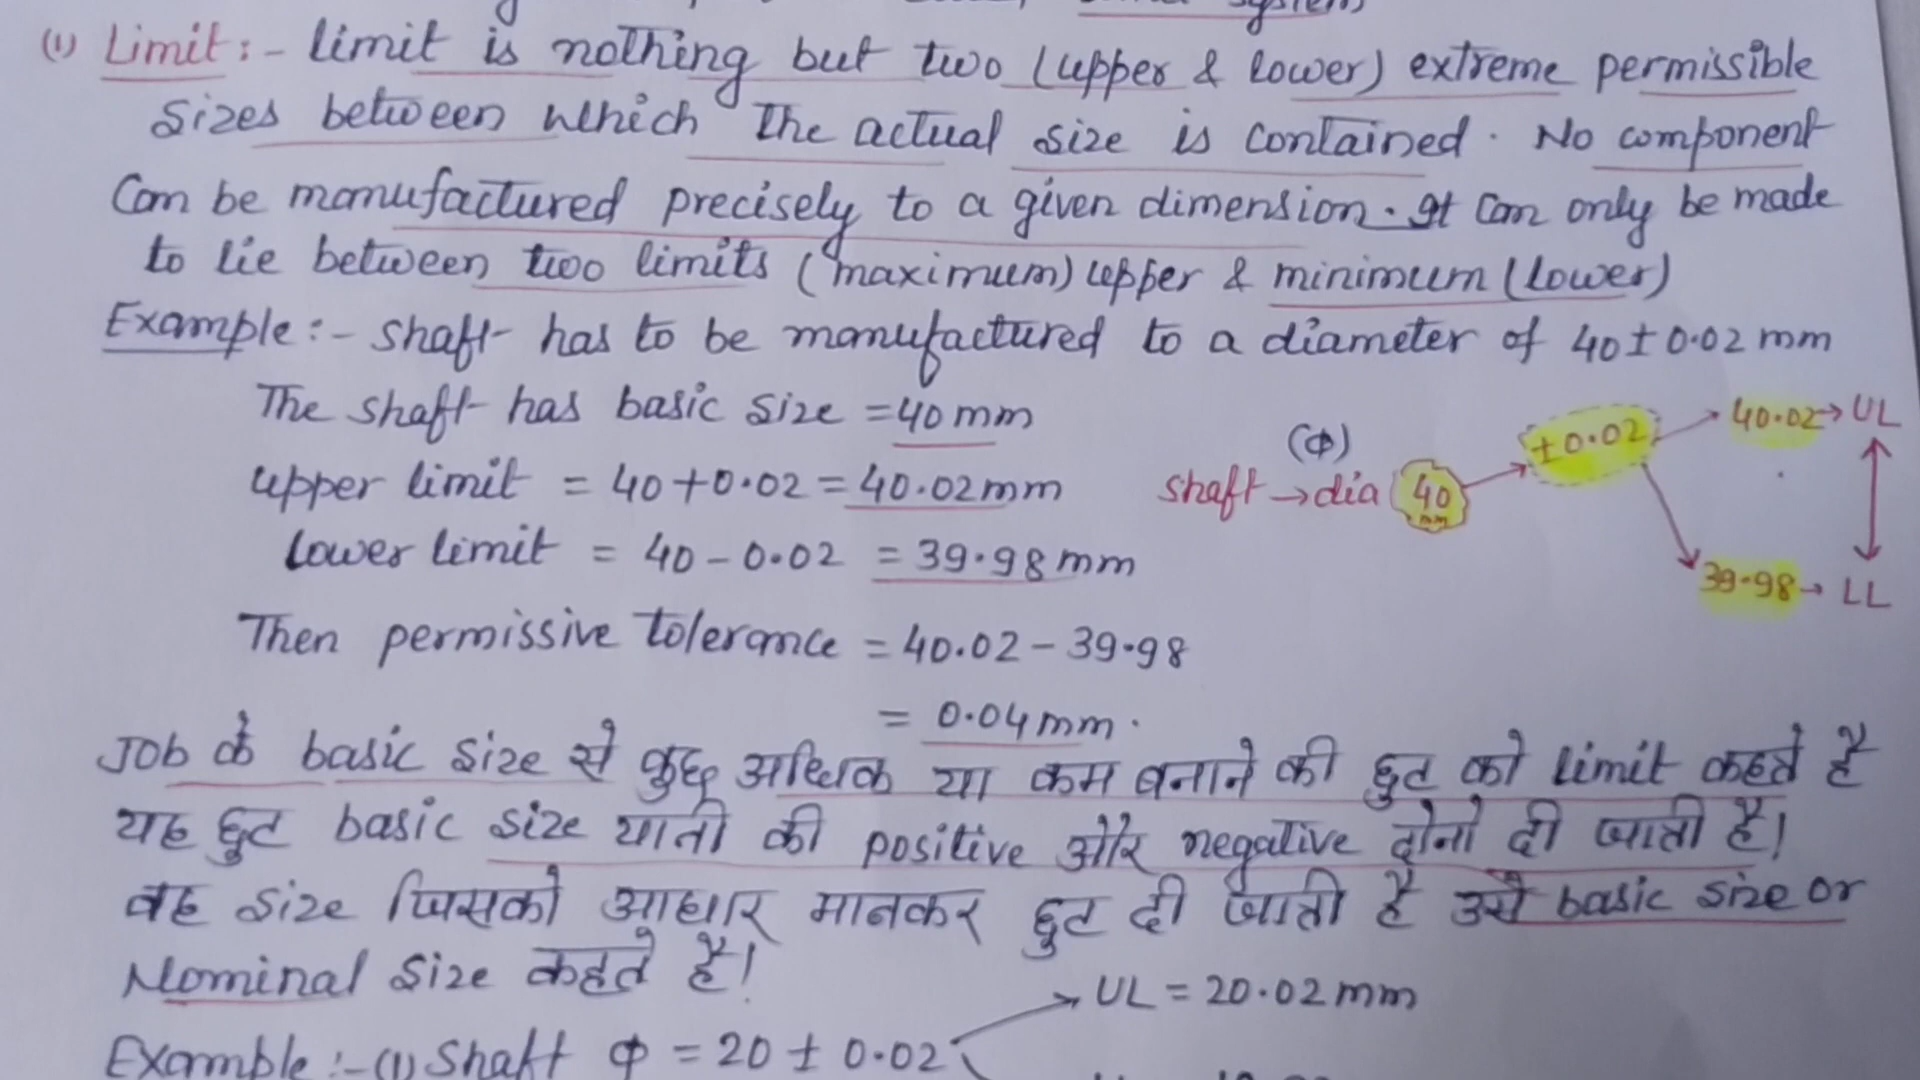 system
(1) Limit :- limit is nothing but two (upper & lower) extreme permissible
sizes between which The actual size is contained. No component
Can be manufactured precisely to a given dimension. It can only be made
to lie between two limits (maximum) upper & minimum (lower)
Example :- shaft has to be manufactured to a diameter of 40 ± 0.02 mm
The shaft has basic size = 40 mm
upper limit = 40 + 0.02 = 40.02 mm
lower limit = 40 - 0.02 = 39.98 mm
(ф)
shaft → dia 40 mm
± 0.02
40.02 → UL
39.98 → LL
Then permissive tolerance = 40.02 - 39.98
= 0.04 mm.
Job के basic size से कुछ अधिक या कम बनाने की छुट को limit कहते है
यह छुट basic size यानी की positive और negative दोनो दी जाती है।
वह size जिसको आधार मानकर छुट दी जाती है उसे basic size or
Nominal size कहते है।
UL = 20.02 mm
Example :- (1) Shaft ф = 20 ± 0.02